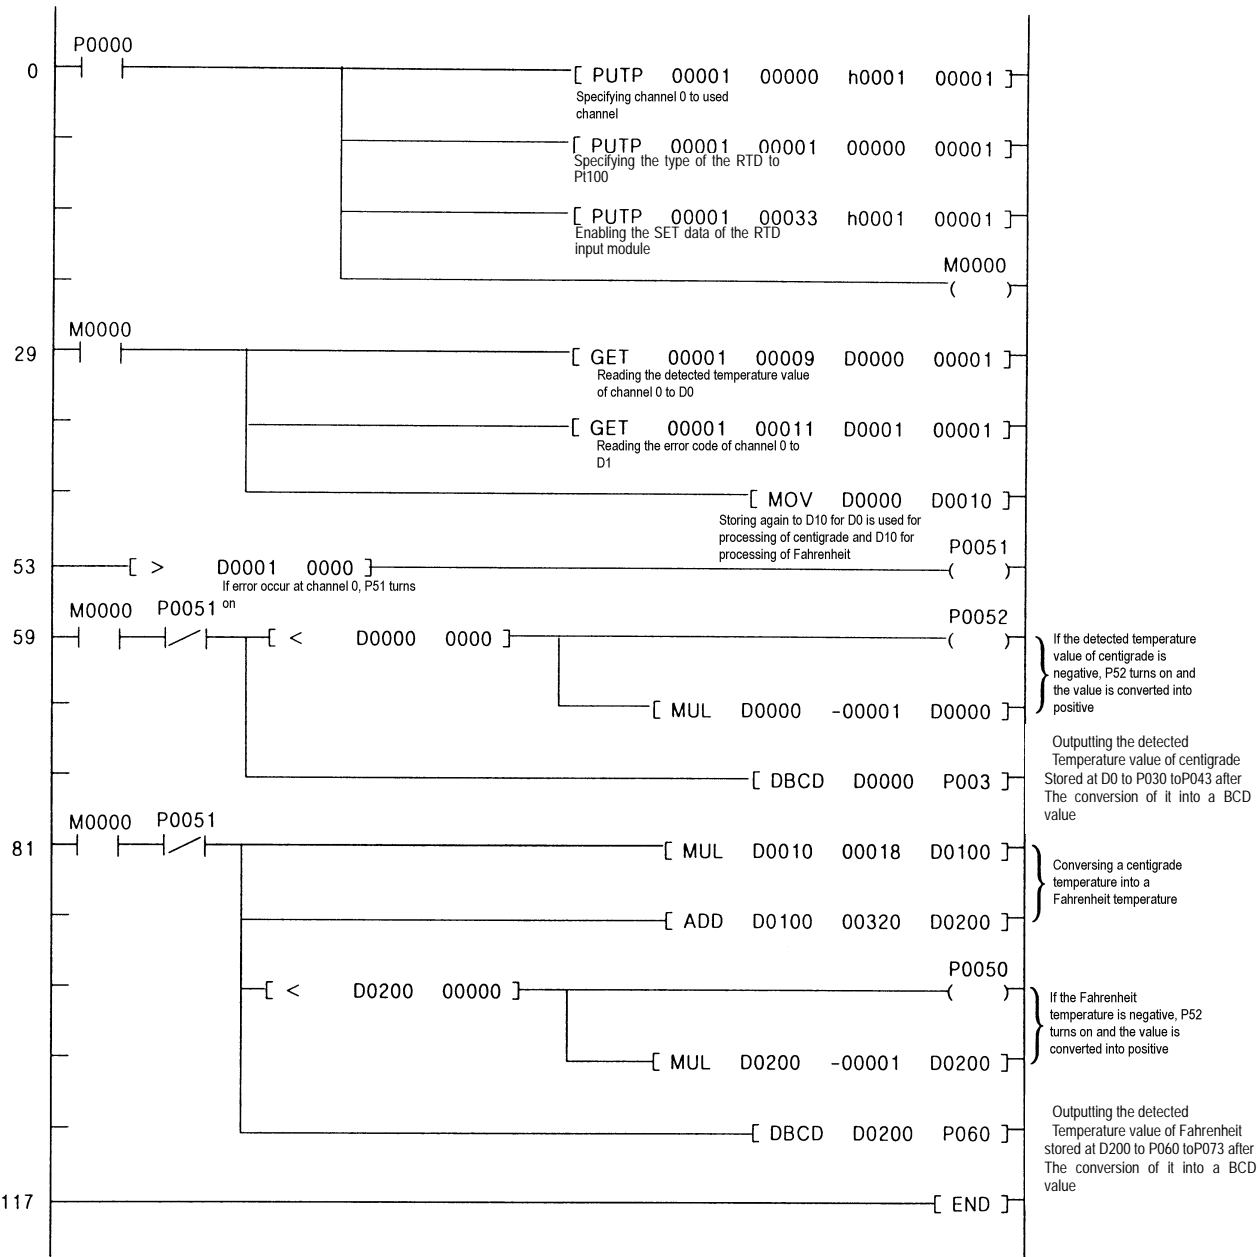 P0000
0 [ PUTP 00001 00000 h0001 00001 ]
Specifying channel 0 to used
channel
[ PUTP 00001 00001 00000 00001 ]
Specifying the type of the RTD to
Pt100
[ PUTP 00001 00033 h0001 00001 ]
Enabling the SET data of the RTD
input module
M0000
( )
M0000
29 [ GET 00001 00009 D0000 00001 ]
Reading the detected temperature value
of channel 0 to D0
[ GET 00001 00011 D0001 00001 ]
Reading the error code of channel 0 to
D1
[ MOV D0000 D0010 ]
Storing again to D10 for D0 is used for
processing of centigrade and D10 for
processing of Fahrenheit
P0051
53 [ > D0001 0000 ] ( )
If error occur at channel 0, P51 turns
on
M0000 P0051 P0052
59 [ < D0000 0000 ] ( )
If the detected temperature
value of centigrade is
negative, P52 turns on and
the value is converted into
positive
[ MUL D0000 -00001 D0000 ]
Outputting the detected
Temperature value of centigrade
Stored at D0 to P030 toP043 after
The conversion of it into a BCD
value
[ DBCD D0000 P003 ]
M0000 P0051
81 [ MUL D0010 00018 D0100 ]
Conversing a centigrade
temperature into a
Fahrenheit temperature
[ ADD D0100 00320 D0200 ]
P0050
[ < D0200 00000 ] ( )
If the Fahrenheit
temperature is negative, P52
turns on and the value is
converted into positive
[ MUL D0200 -00001 D0200 ]
Outputting the detected
Temperature value of Fahrenheit
stored at D200 to P060 toP073 after
The conversion of it into a BCD
value
[ DBCD D0200 P060 ]
117 [ END ]